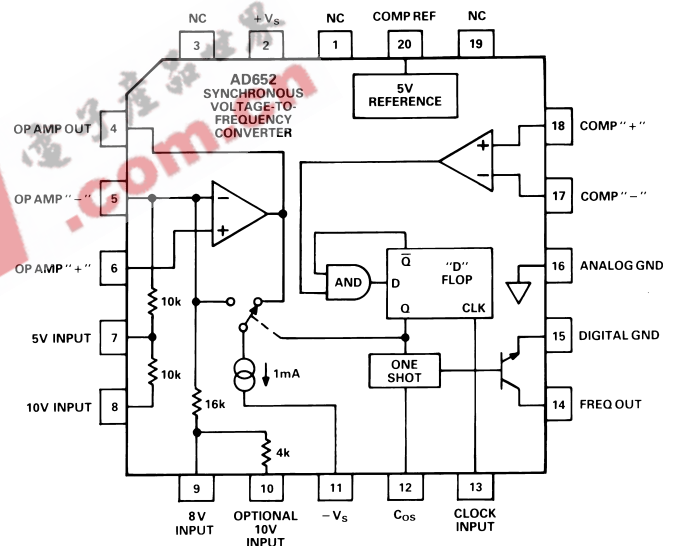 NC
+VS
NC
COMP REF
NC
3
2
1
20
19
AD652
SYNCHRONOUS
VOLTAGE-TO-
FREQUENCY
CONVERTER
5V
REFERENCE
OP AMP OUT
4
18
COMP "+"
OP AMP "−"
5
17
COMP "−"
OP AMP "+"
6
16
ANALOG GND
−
+
+
−
AND
Q̅
"D"
FLOP
D
Q
CLK
10k
5V INPUT
7
15
DIGITAL GND
10k
1mA
ONE
SHOT
10V INPUT
8
16k
14
FREQ OUT
4k
9
10
11
12
13
8V
INPUT
OPTIONAL
10V
INPUT
−VS
COS
CLOCK
INPUT
.com.cn